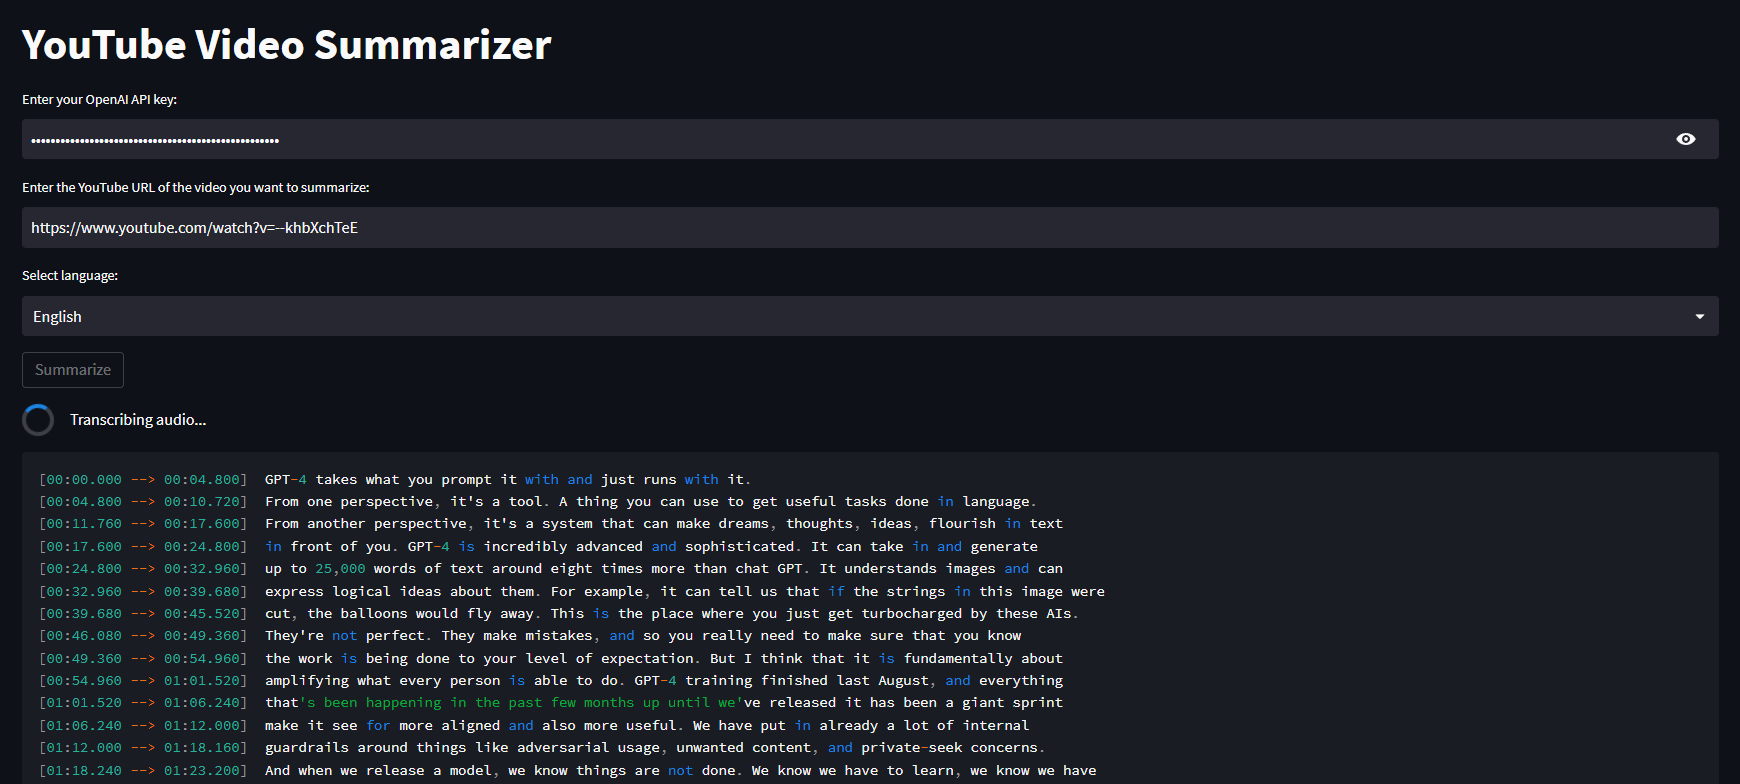 YouTube Video Summarizer
Enter your OpenAI API key:
••••••••••••••••••••••••••••••••••••••••••••••••••• 
Enter the YouTube URL of the video you want to summarize:
https://www.youtube.com/watch?v=--khbXchTeE
Select language:
English
Summarize
Transcribing audio...
[00:00.000 --> 00:04.800]  GPT-4 takes what you prompt it with and just runs with it.
[00:04.800 --> 00:10.720]  From one perspective, it's a tool. A thing you can use to get useful tasks done in language.
[00:11.760 --> 00:17.600]  From another perspective, it's a system that can make dreams, thoughts, ideas, flourish in text
[00:17.600 --> 00:24.800]  in front of you. GPT-4 is incredibly advanced and sophisticated. It can take in and generate
[00:24.800 --> 00:32.960]  up to 25,000 words of text around eight times more than chat GPT. It understands images and can
[00:32.960 --> 00:39.680]  express logical ideas about them. For example, it can tell us that if the strings in this image were
[00:39.680 --> 00:45.520]  cut, the balloons would fly away. This is the place where you just get turbocharged by these AIs.
[00:46.080 --> 00:49.360]  They're not perfect. They make mistakes, and so you really need to make sure that you know
[00:49.360 --> 00:54.960]  the work is being done to your level of expectation. But I think that it is fundamentally about
[00:54.960 --> 01:01.520]  amplifying what every person is able to do. GPT-4 training finished last August, and everything
[01:01.520 --> 01:06.240]  that's been happening in the past few months up until we've released it has been a giant sprint
[01:06.240 --> 01:12.000]  make it see for more aligned and also more useful. We have put in already a lot of internal
[01:12.000 --> 01:18.160]  guardrails around things like adversarial usage, unwanted content, and private-seek concerns.
[01:18.240 --> 01:23.200]  And when we release a model, we know things are not done. We know we have to learn, we know we have